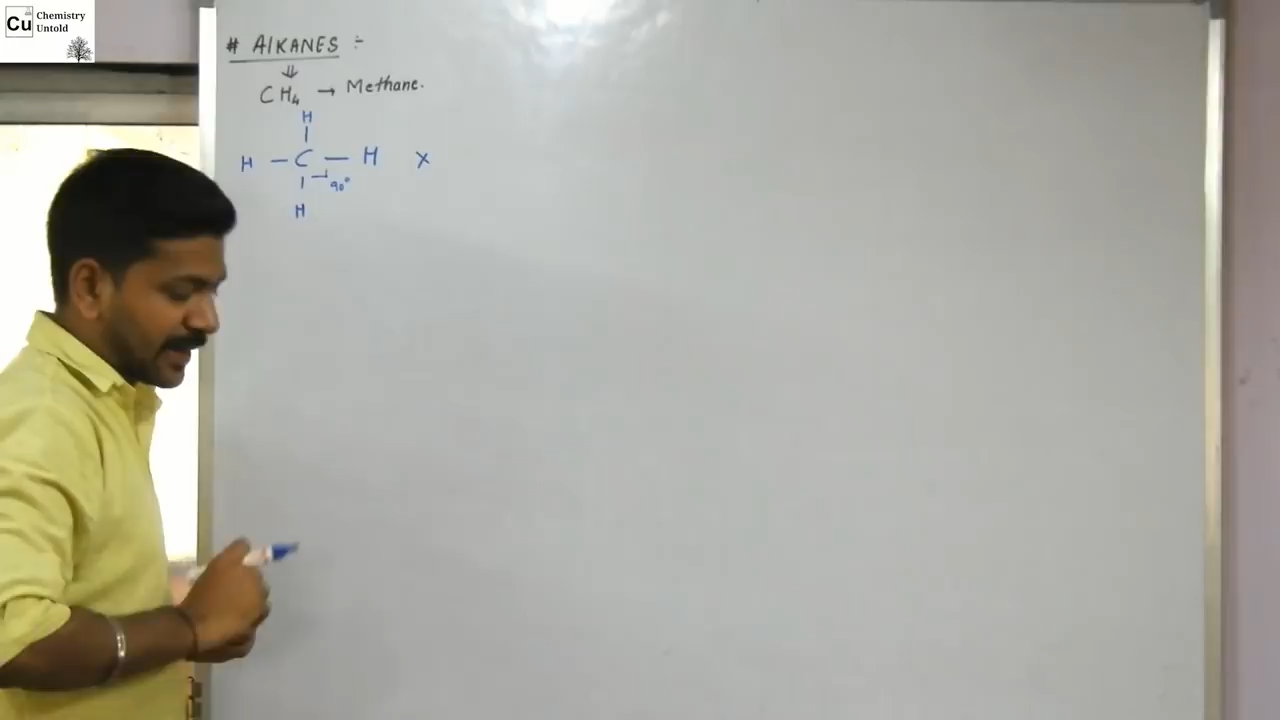 Cu Chemistry
Untold
# AlKANES :-
⇓
CH₄ → Methane.
H
|
H — C — H X
| 90°
H